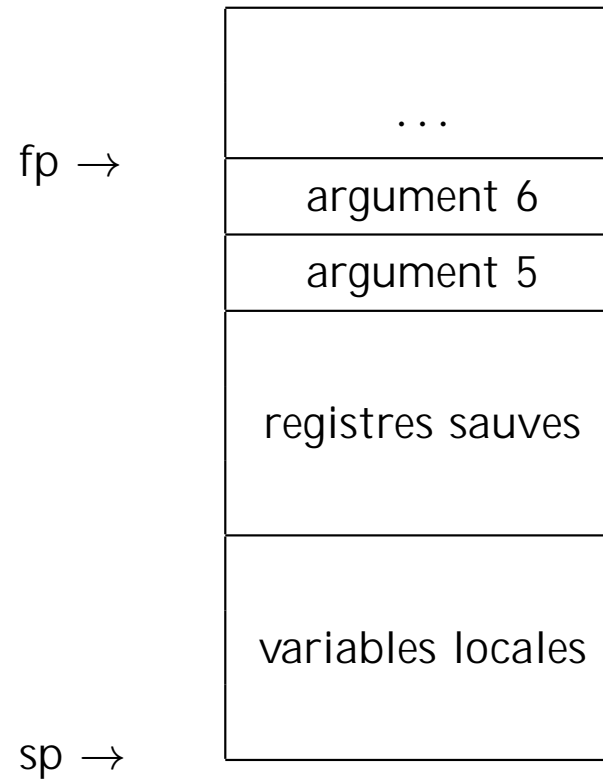 ...
fp →
argument 6
argument 5
registres sauves
variables locales
sp →